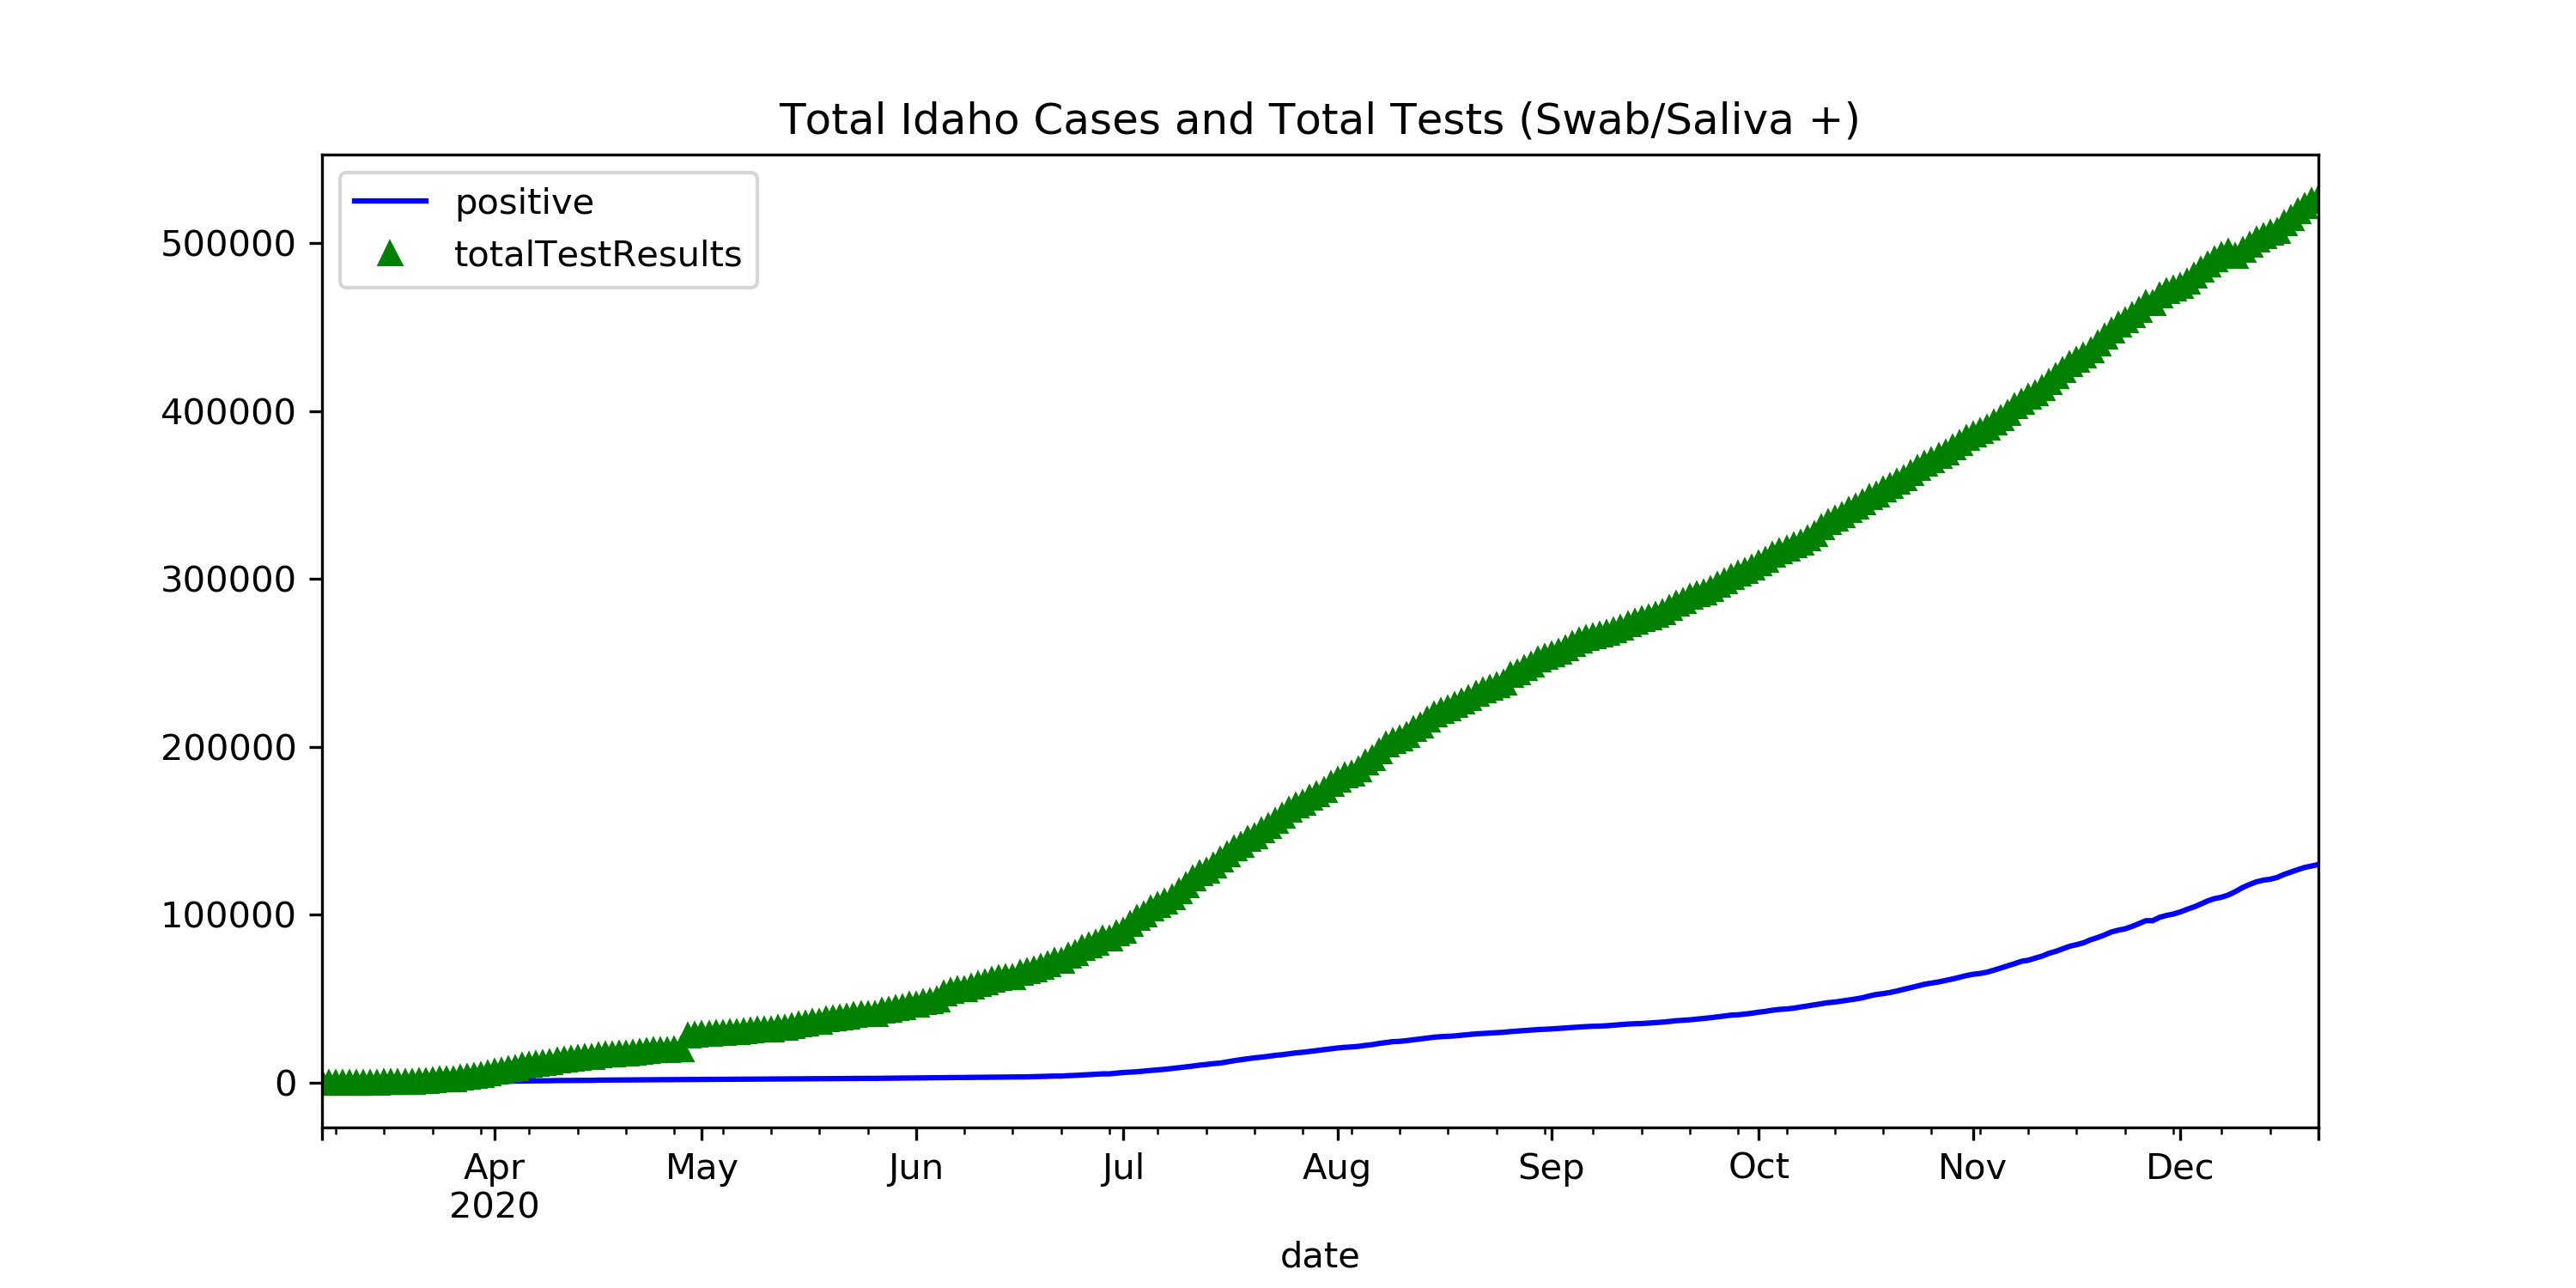 Total Idaho Cases and Total Tests (Swab/Saliva +)
positive
totalTestResults
500000
400000
300000
200000
100000
0
Apr May Jun Jul Aug Sep Oct Nov Dec
2020
date